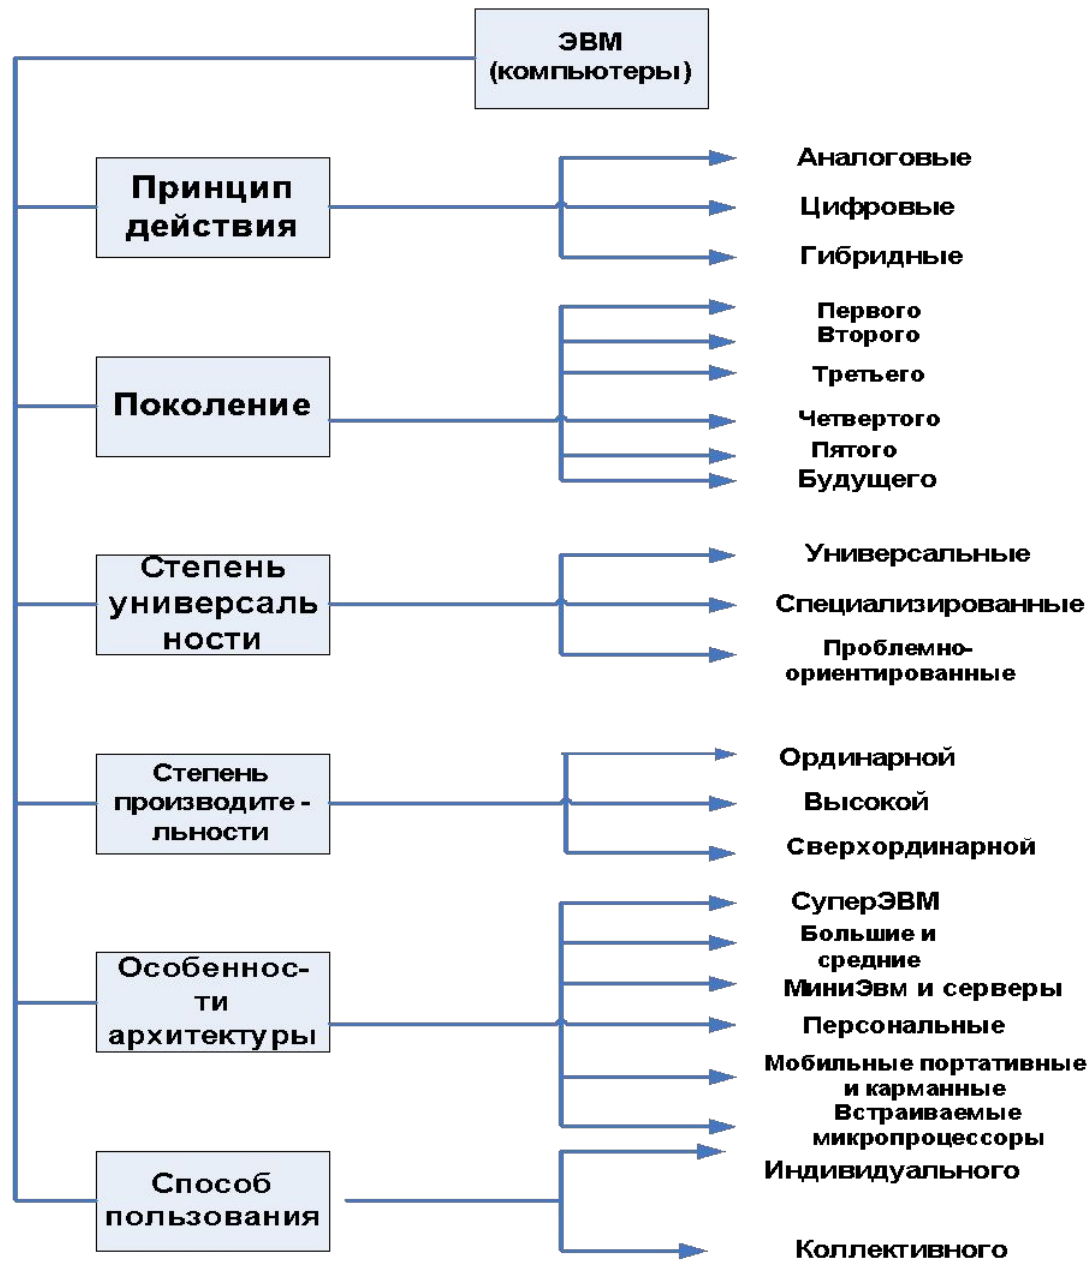 ЭВМ
(компьютеры)
Принцип
действия
Аналоговые
Цифровые
Гибридные
Поколение
Первого
Второго
Третьего
Четвертого
Пятого
Будущего
Степень
универсаль
ности
Универсальные
Специализированные
Проблемно-
ориентированные
Степень
производите -
льности
Ординарной
Высокой
Сверхординарной
Особеннос-
ти
архитектуры
СуперЭВМ
Большие и
средние
МиниЭвм и серверы
Персональные
Мобильные портативные
и карманные
Встраиваемые
микропроцессоры
Способ
пользования
Индивидуального
Коллективного